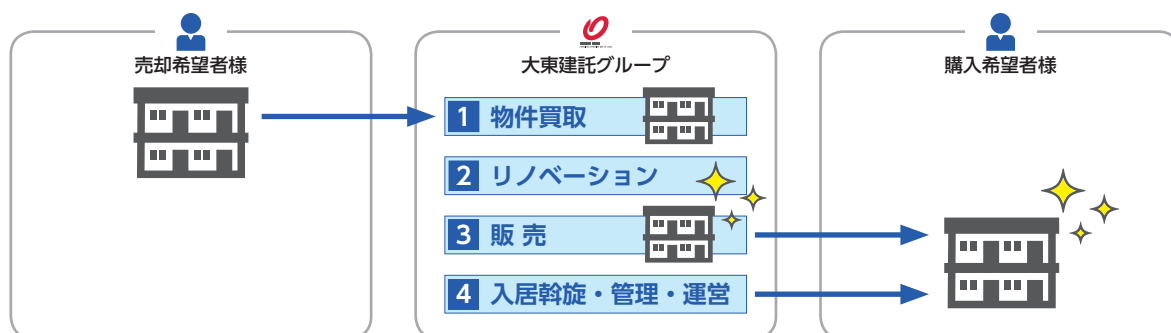 売却希望者様
大東建託グループ
1 物件買取
2 リノベーション
3 販 売
4 入居斡旋・管理・運営
購入希望者様